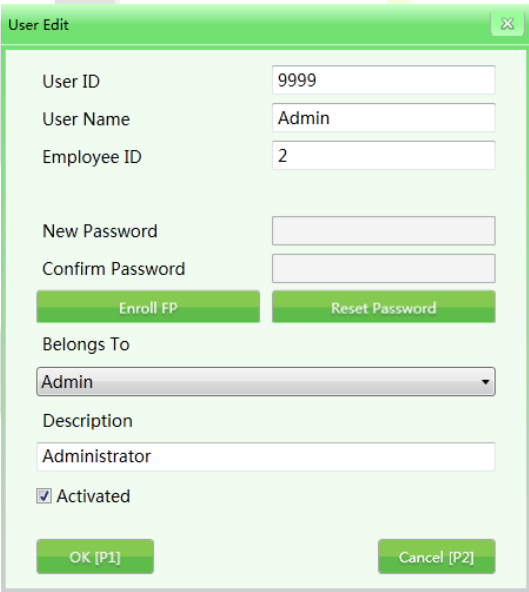 User Edit
User ID 9999
User Name Admin
Employee ID 2
New Password
Confirm Password
Enroll FP Reset Password
Belongs To
Admin
Description
Administrator
Activated
OK [P1] Cancel [P2]